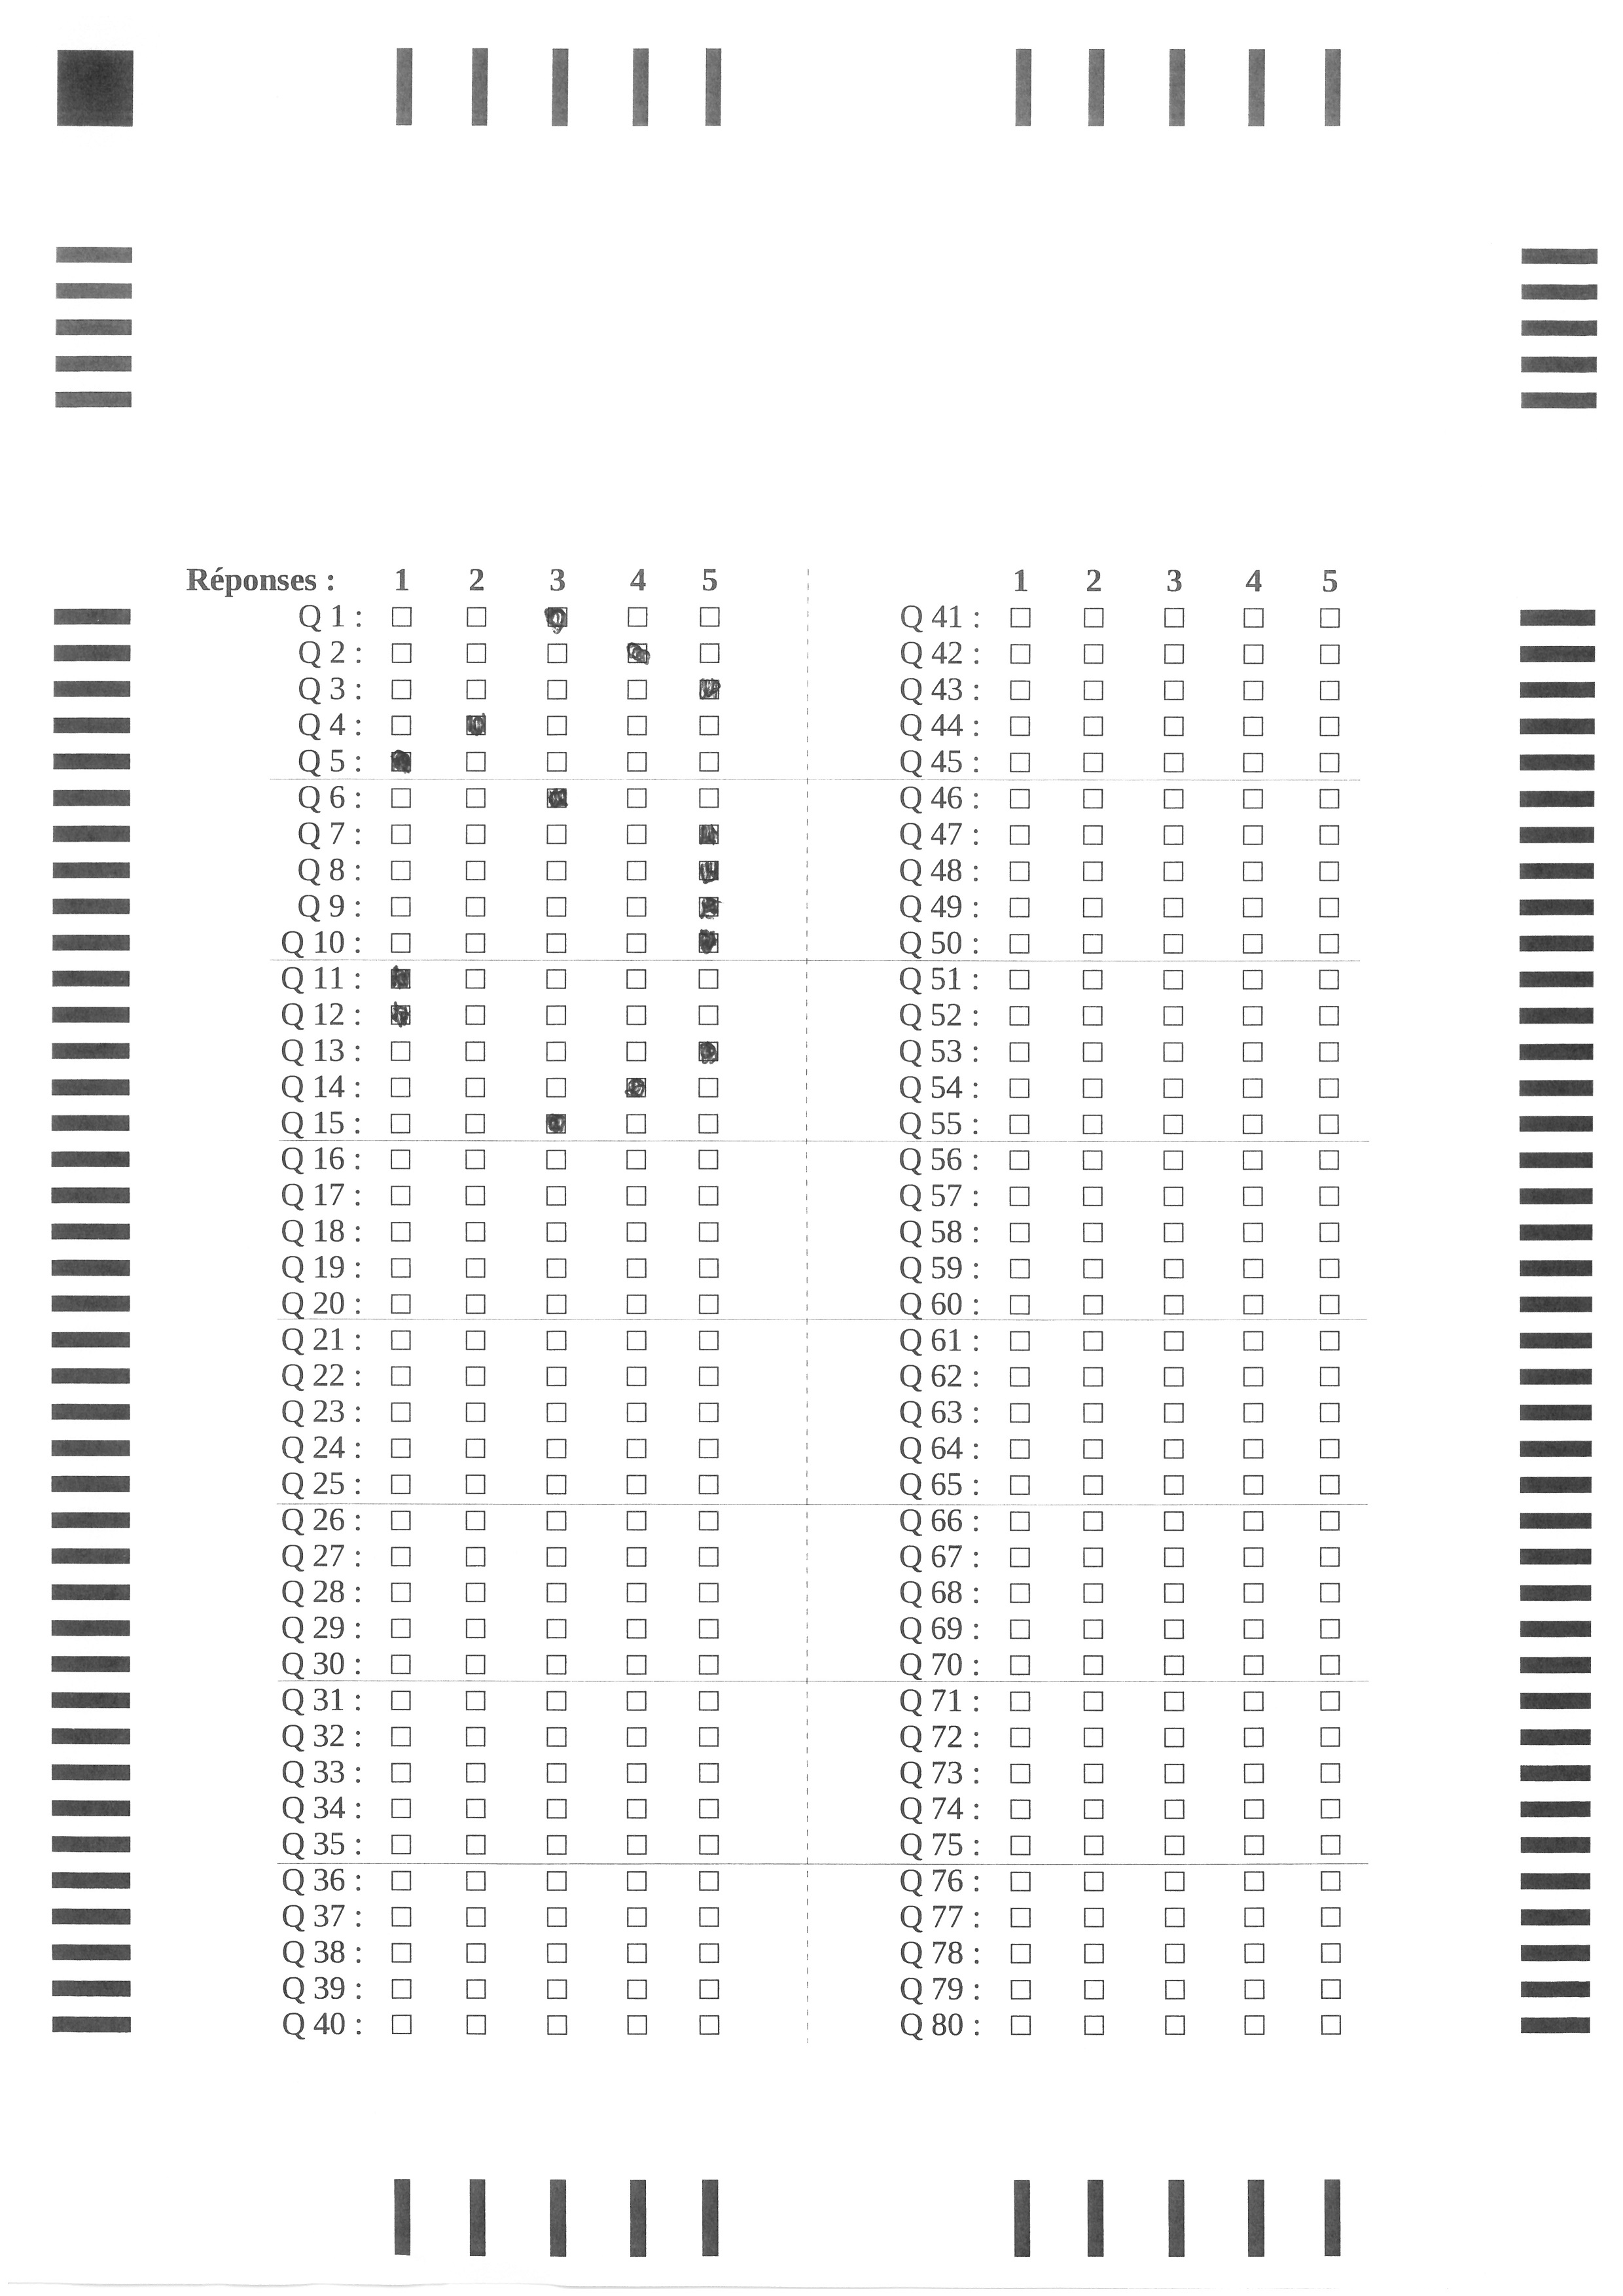 Réponses : 1 2 3 4 5 1 2 3 4 5
Q 1 : Q 41 :
Q 2 : Q 42 :
Q 3 : Q 43 :
Q 4 : Q 44 :
Q 5 : Q 45 :
Q 6 : Q 46 :
Q 7 : Q 47 :
Q 8 : Q 48 :
Q 9 : Q 49 :
Q 10 : Q 50 :
Q 11 : Q 51 :
Q 12 : Q 52 :
Q 13 : Q 53 :
Q 14 : Q 54 :
Q 15 : Q 55 :
Q 16 : Q 56 :
Q 17 : Q 57 :
Q 18 : Q 58 :
Q 19 : Q 59 :
Q 20 : Q 60 :
Q 21 : Q 61 :
Q 22 : Q 62 :
Q 23 : Q 63 :
Q 24 : Q 64 :
Q 25 : Q 65 :
Q 26 : Q 66 :
Q 27 : Q 67 :
Q 28 : Q 68 :
Q 29 : Q 69 :
Q 30 : Q 70 :
Q 31 : Q 71 :
Q 32 : Q 72 :
Q 33 : Q 73 :
Q 34 : Q 74 :
Q 35 : Q 75 :
Q 36 : Q 76 :
Q 37 : Q 77 :
Q 38 : Q 78 :
Q 39 : Q 79 :
Q 40 : Q 80 :